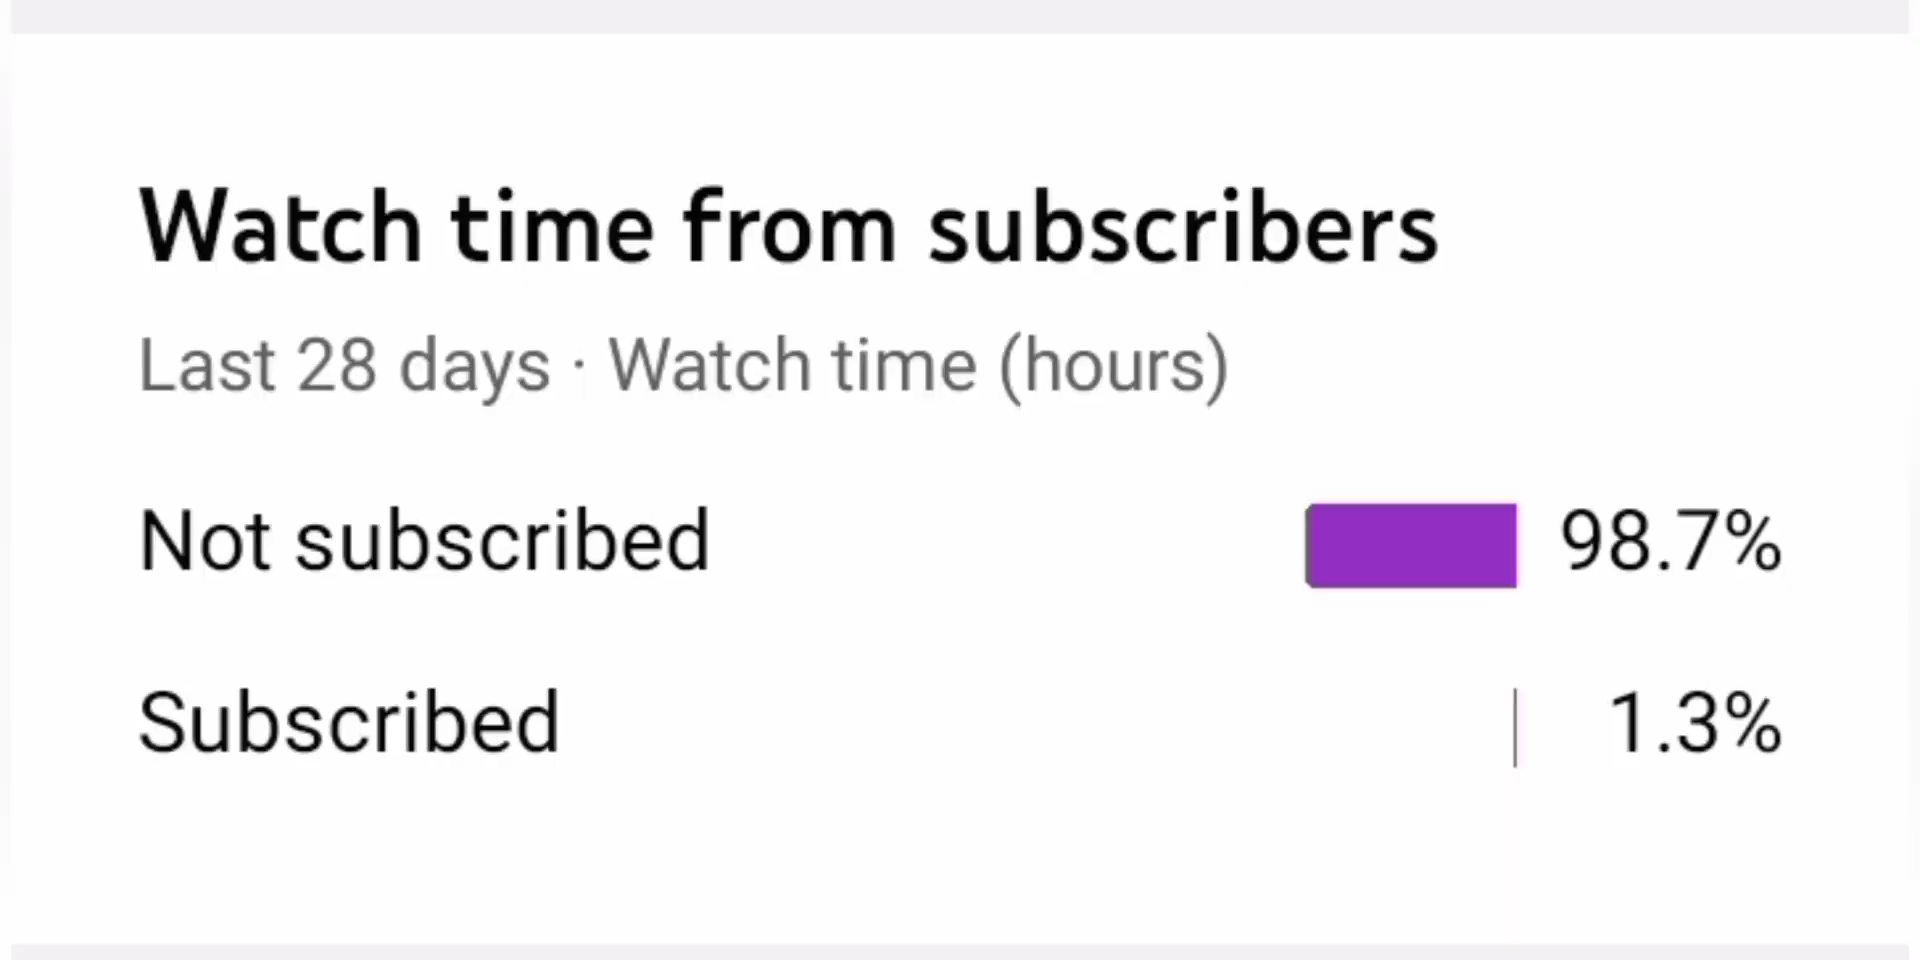 Watch time from subscribers
Last 28 days · Watch time (hours)
Not subscribed 98.7%
Subscribed 1.3%